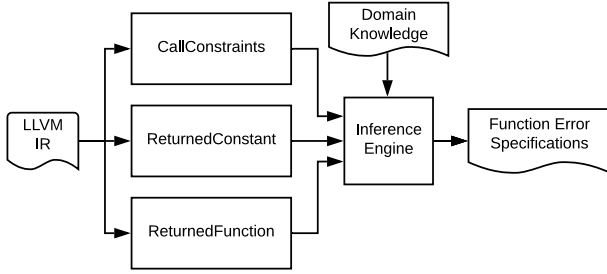 CallConstraints
Domain
Knowledge
LLVM
IR
ReturnedConstant
Inference
Engine
Function Error
Specifications
ReturnedFunction